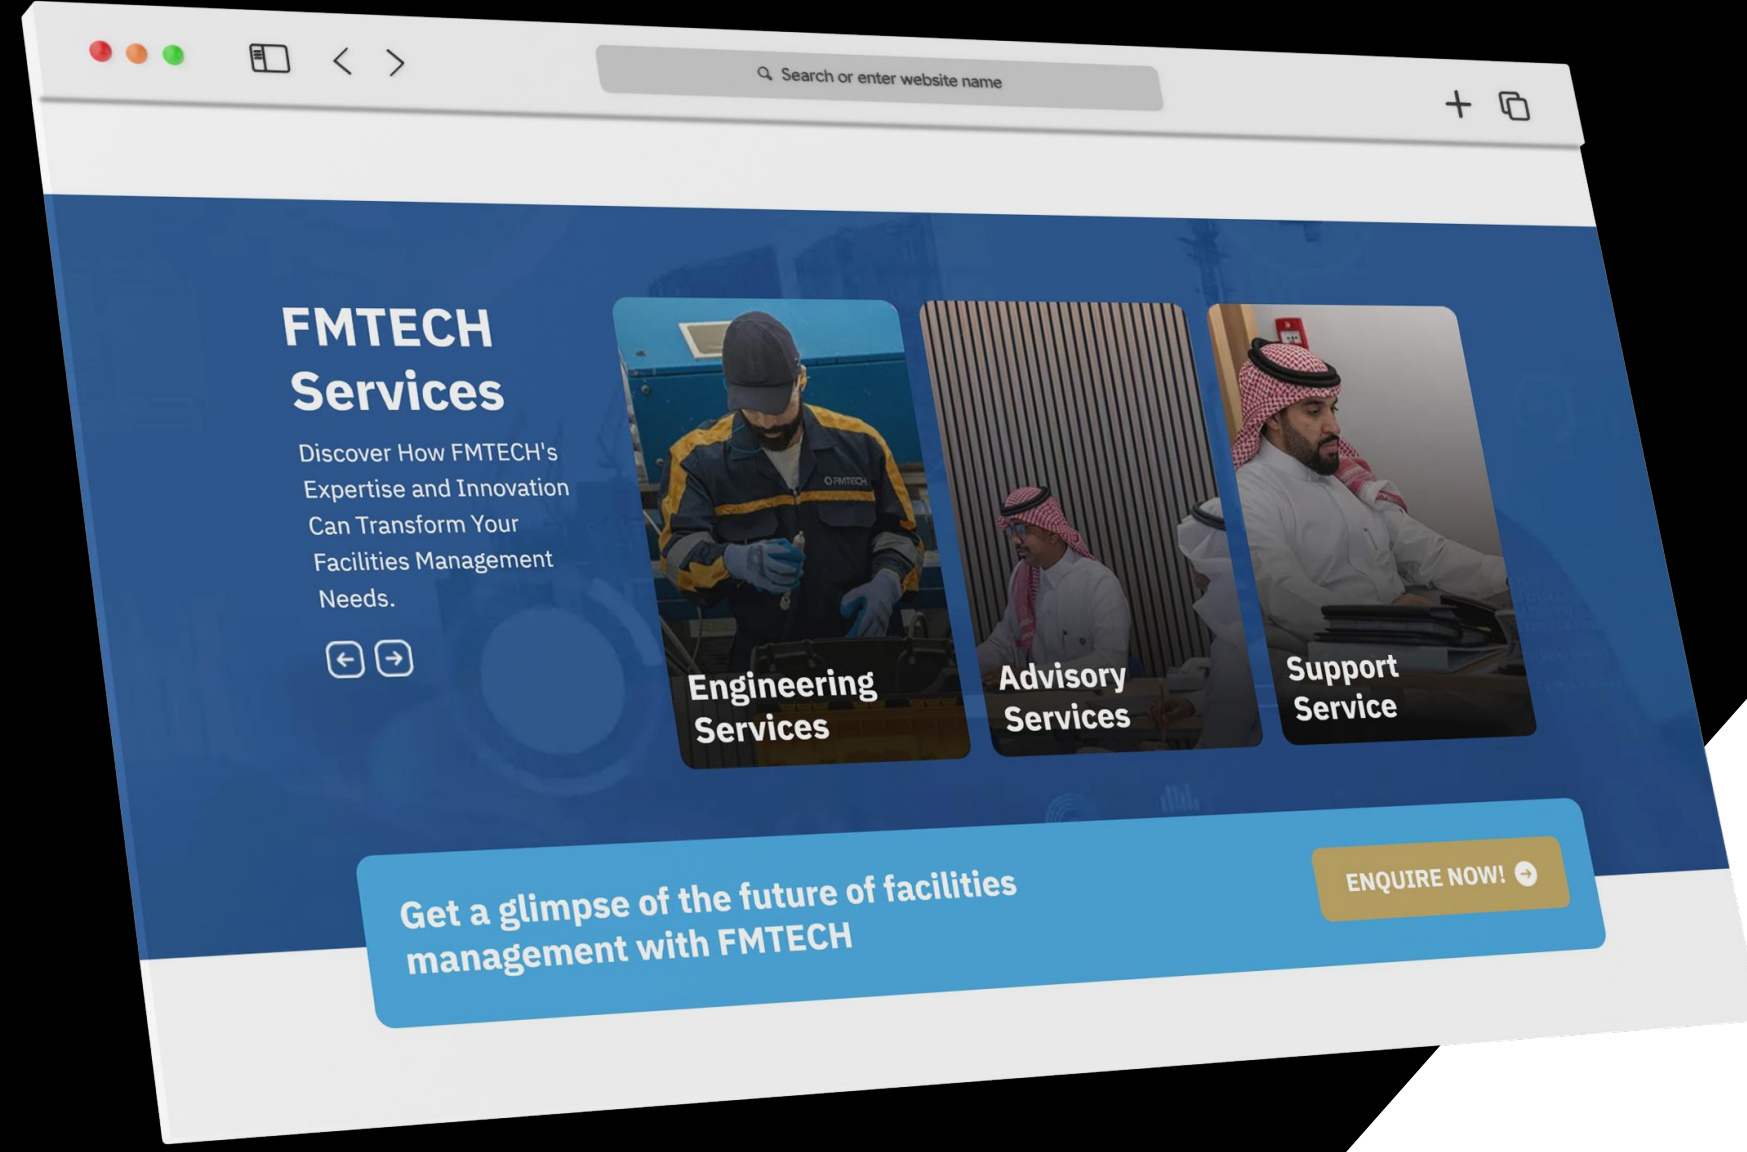 Search or enter website name
FMTECH
Services
Discover How FMTECH's
Expertise and Innovation
Can Transform Your
Facilities Management
Needs.
FMTECH
Engineering
Services
Advisory
Services
Support
Service
Get a glimpse of the future of facilities
management with FMTECH
ENQUIRE NOW!